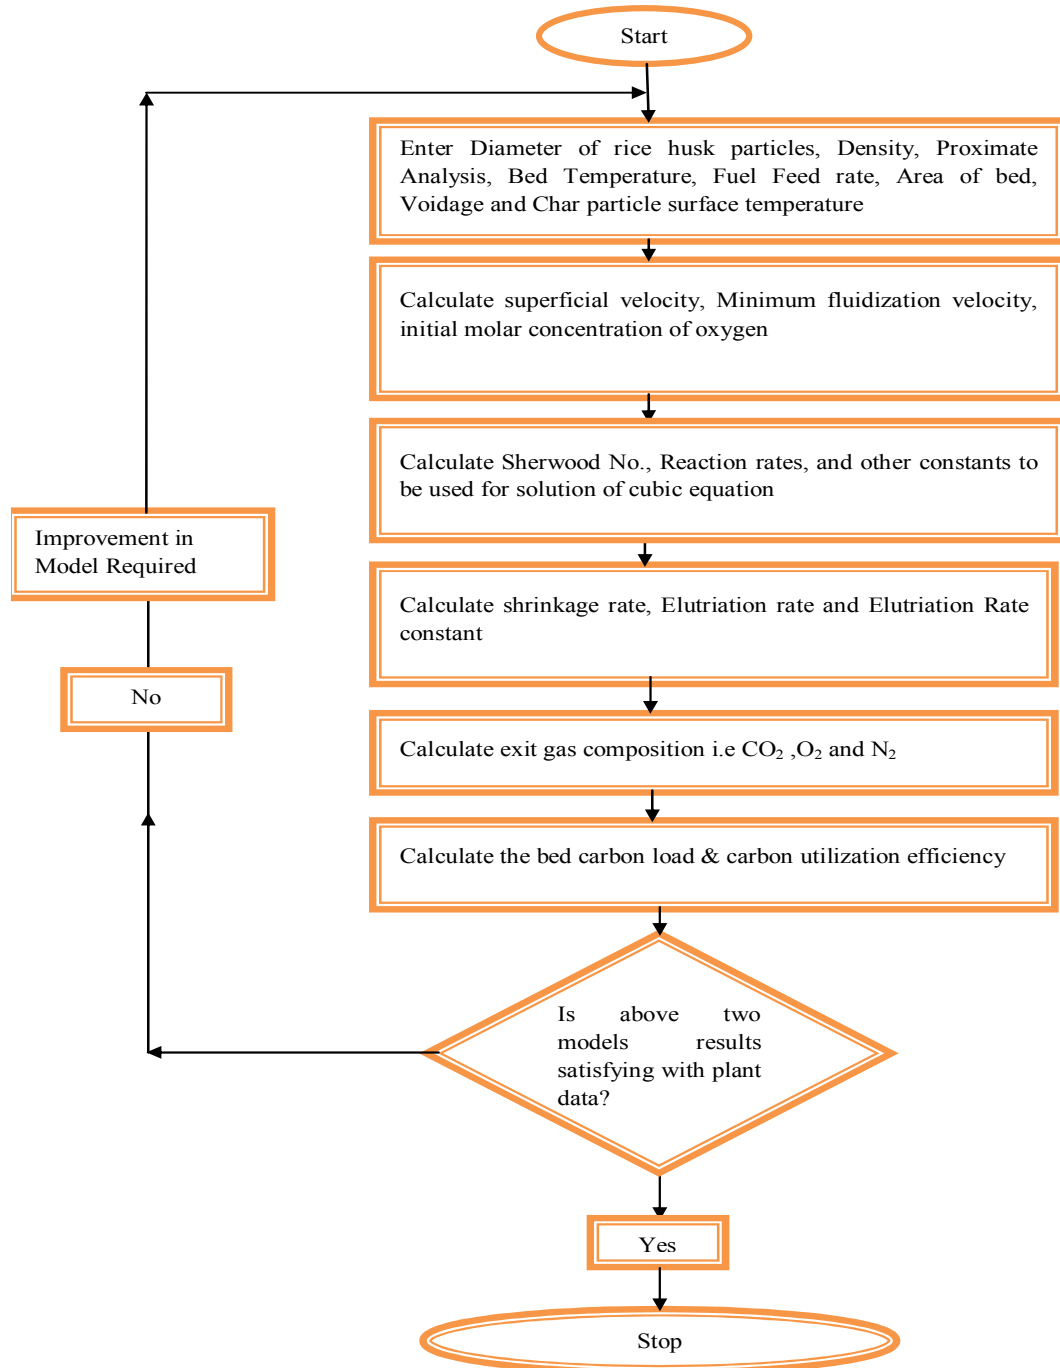 Start
Enter Diameter of rice husk particles, Density, Proximate
Analysis, Bed Temperature, Fuel Feed rate, Area of bed,
Voidage and Char particle surface temperature
Calculate superficial velocity, Minimum fluidization velocity,
initial molar concentration of oxygen
Calculate Sherwood No., Reaction rates, and other constants to
be used for solution of cubic equation
Improvement in
Model Required
Calculate shrinkage rate, Elutriation rate and Elutriation Rate
constant
No
Calculate exit gas composition i.e CO₂ ,O₂ and N₂
Calculate the bed carbon load & carbon utilization efficiency
Is above two
models results
satisfying with plant
data?
Yes
Stop